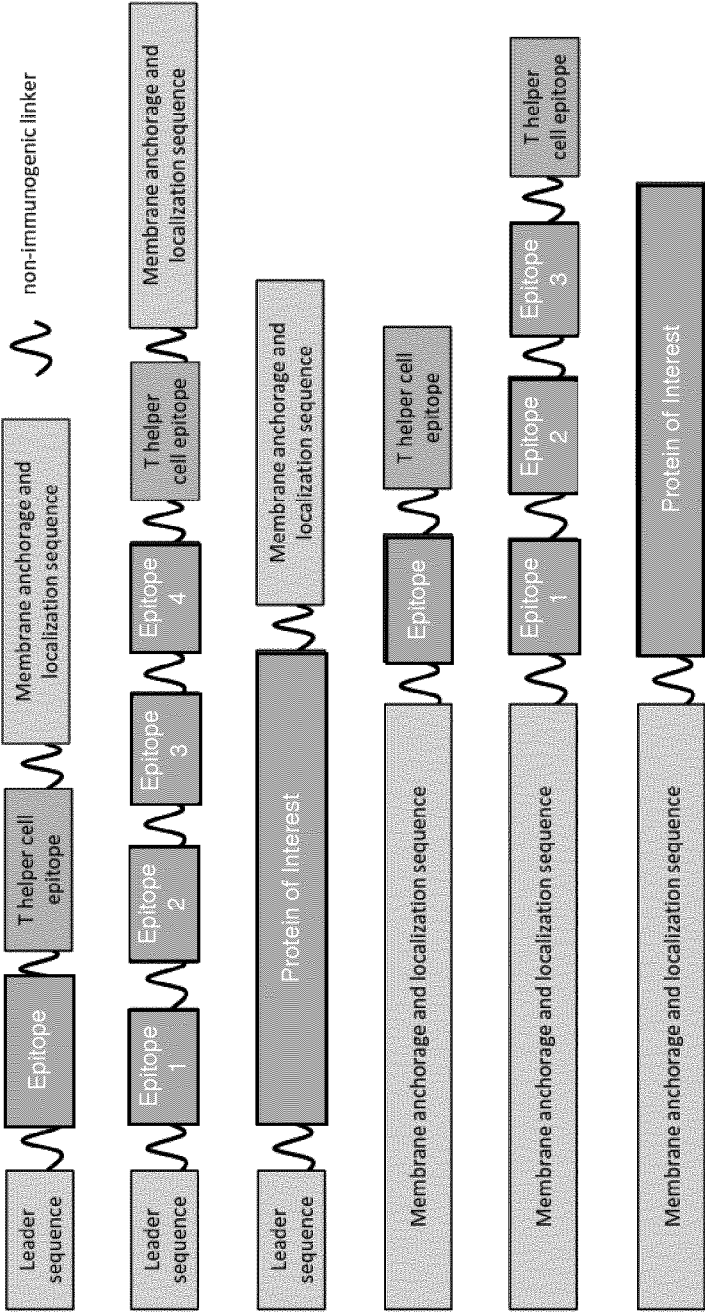 Leader
sequence
Epitope
T helper cell
epitope
Membrane anchorage and
localization sequence
non-immunogenic linker
Leader
sequence
Epitope
1
Epitope
2
Epitope
3
Epitope
4
T helper
cell epitope
Membrane anchorage and
localization sequence
Leader
sequence
Protein of Interest
Membrane anchorage and
localization sequence
Membrane anchorage and localization sequence
Epitope
T helper cell
epitope
Membrane anchorage and localization sequence
Epitope
1
Epitope
2
Epitope
3
T helper
cell epitope
Membrane anchorage and localization sequence
Protein of Interest